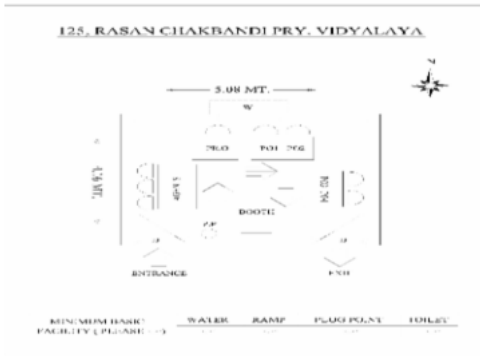 125, RASAN CHAKBANDI PRY. VIDYALAYA
5.08 MT.
W
PRO PO1 PO2
BOOTH
ENTRANCE EXIT
MINIMUM BASIC WATER RAMP PLUG POINT TOILET
FACILITY ( PLEASE